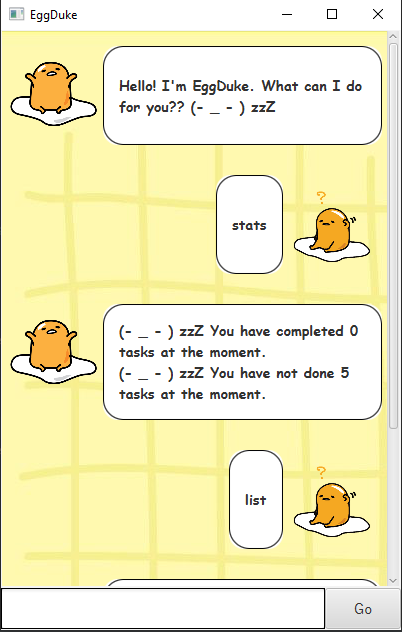 EggDuke
Hello! I'm EggDuke. What can I do
for you?? (- _ - ) zzZ
?
stats
(- _ - ) zzZ You have completed 0
tasks at the moment.
(- _ - ) zzZ You have not done 5
tasks at the moment.
?
list
Go